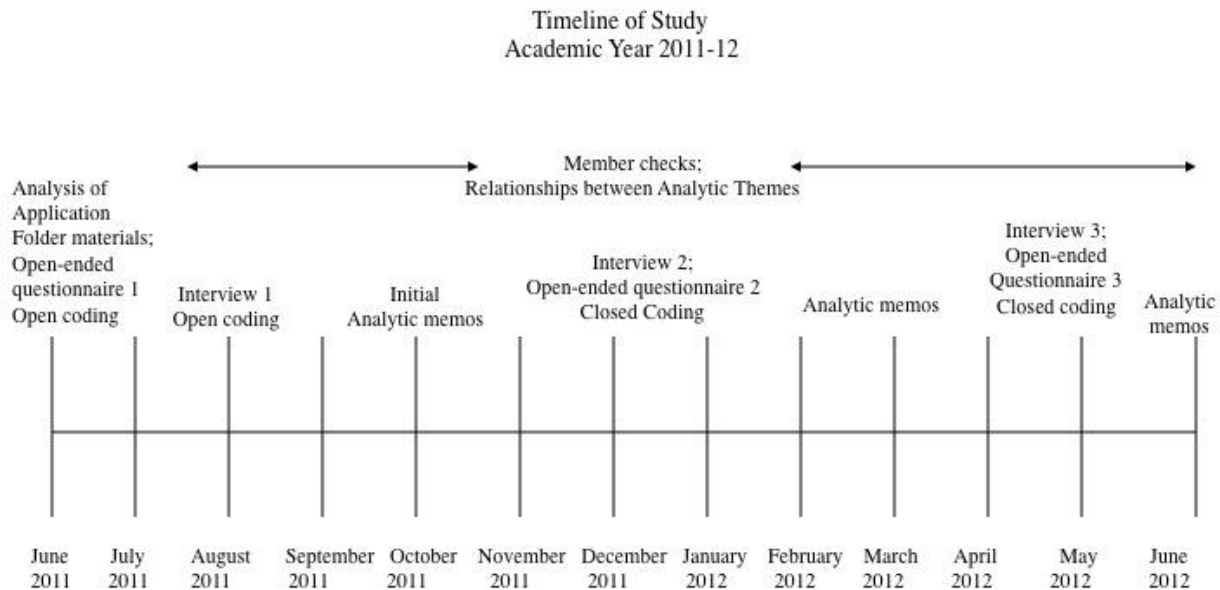 Timeline of Study
Academic Year 2011-12
Member checks;
Relationships between Analytic Themes
Analysis of
Application
Folder materials;
Open-ended
questionnaire 1
Open coding
Interview 1
Open coding
Initial
Analytic memos
Interview 2;
Open-ended questionnaire 2
Closed Coding
Analytic memos
Interview 3;
Open-ended
Questionnaire 3
Closed coding
Analytic
memos
June
2011
July
2011
August
2011
September
2011
October
2011
November
2011
December
2011
January
2012
February
2012
March
2012
April
2012
May
2012
June
2012